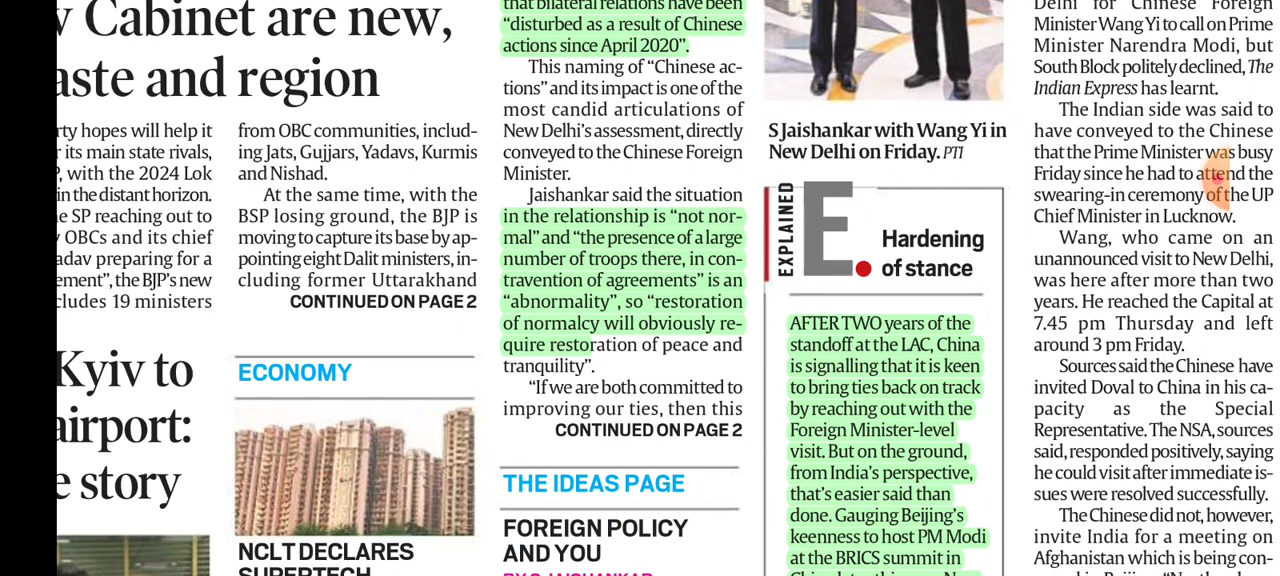 v Cabinet are new,
aste and region
rty hopes will help it
r its main state rivals,
P, with the 2024 Lok
in the distant horizon.
e SP reaching out to
y OBCs and its chief
adav preparing for a
ement", the BJP's new
cludes 19 ministers
from OBC communities, includ-
ing Jats, Gujjars, Yadavs, Kurmis
and Nishad.
At the same time, with the
BSP losing ground, the BJP is
moving to capture its base by ap-
pointing eight Dalit ministers, in-
cluding former Uttarakhand
CONTINUED ON PAGE 2
Kyiv to
airport:
e story
ECONOMY
NCLT DECLARES
SUPERTECH
that bilateral relations have been
"disturbed as a result of Chinese
actions since April 2020".
This naming of "Chinese ac-
tions" and its impact is one of the
most candid articulations of
New Delhi's assessment, directly
conveyed to the Chinese Foreign
Minister.
Jaishankar said the situation
in the relationship is "not nor-
mal" and "the presence of a large
number of troops there, in con-
travention of agreements" is an
"abnormality", so "restoration
of normalcy will obviously re-
quire restoration of peace and
tranquility".
"If we are both committed to
improving our ties, then this
CONTINUED ON PAGE 2
THE IDEAS PAGE
FOREIGN POLICY
AND YOU
BY S JAISHANKAR
S Jaishankar with Wang Yi in
New Delhi on Friday. PTI
EXPLAINED
E.
Hardening
of stance
AFTER TWO years of the
standoff at the LAC, China
is signalling that it is keen
to bring ties back on track
by reaching out with the
Foreign Minister-level
visit. But on the ground,
from India's perspective,
that's easier said than
done. Gauging Beijing's
keenness to host PM Modi
at the BRICS summit in
Delhi for Chinese Foreign
Minister Wang Yi to call on Prime
Minister Narendra Modi, but
South Block politely declined, The
Indian Express has learnt.
The Indian side was said to
have conveyed to the Chinese
that the Prime Minister was busy
Friday since he had to attend the
swearing-in ceremony of the UP
Chief Minister in Lucknow.
Wang, who came on an
unannounced visit to New Delhi,
was here after more than two
years. He reached the Capital at
7.45 pm Thursday and left
around 3 pm Friday.
Sources said the Chinese have
invited Doval to China in his ca-
pacity as the Special
Representative. The NSA, sources
said, responded positively, saying
he could visit after immediate is-
sues were resolved successfully.
The Chinese did not, however,
invite India for a meeting on
Afghanistan which is being con-